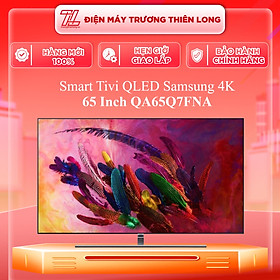 TL ĐIỆN MÁY TRƯƠNG THIÊN LONG
HÀNG MỚI 100%
HẸN GIỜ GIAO LẮP
BẢO HÀNH CHÍNH HÃNG
Smart Tivi QLED Samsung 4K
65 Inch QA65Q7FNA